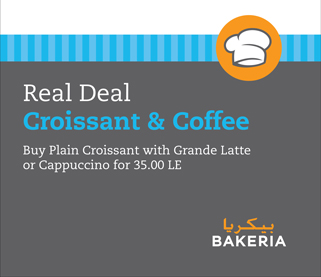 Real Deal
Croissant & Coffee
Buy Plain Croissant with Grande Latte
or Cappuccino for 35.00 LE
بيكريا
BAKERIA